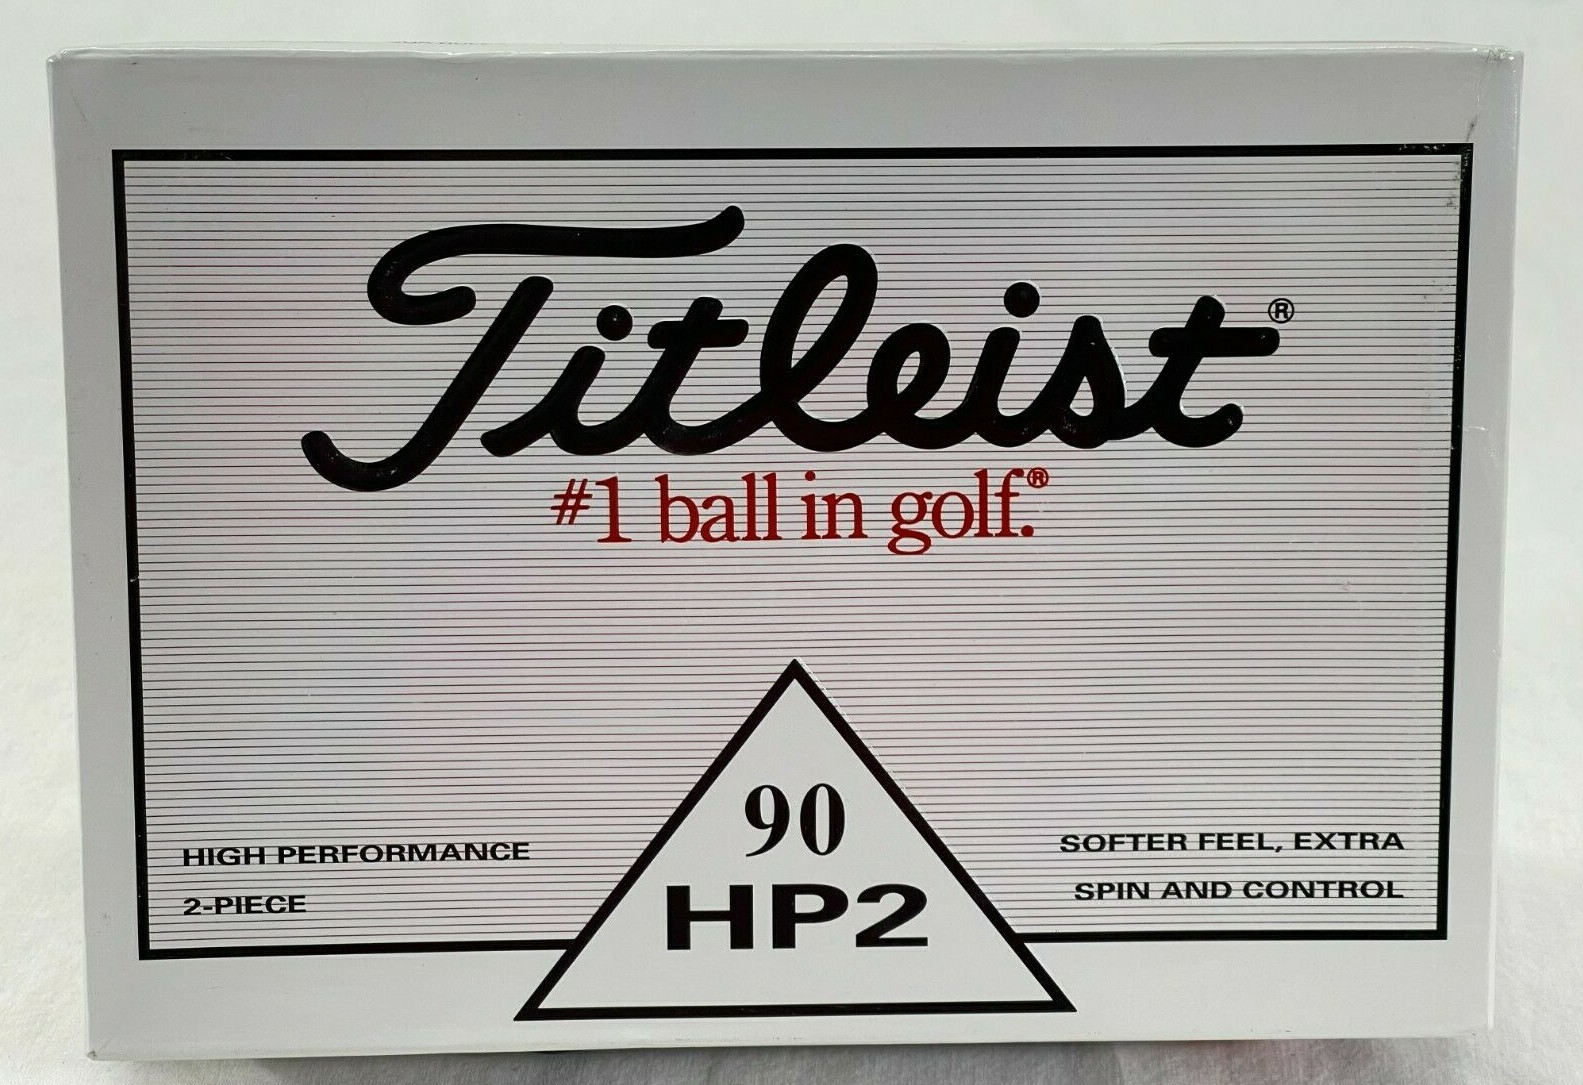 Titleist®
#1 ball in golf.®
90
HP2
HIGH PERFORMANCE
2-PIECE
SOFTER FEEL, EXTRA
SPIN AND CONTROL